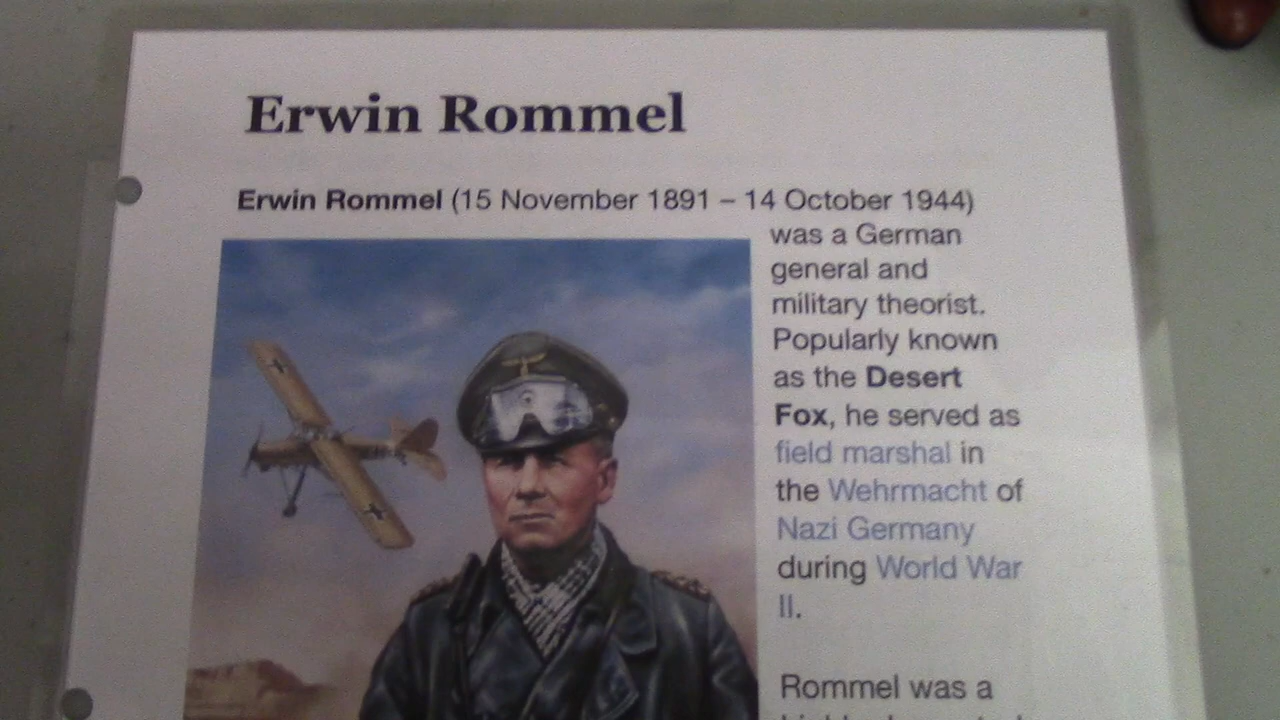 Erwin Rommel
Erwin Rommel (15 November 1891 – 14 October 1944)
was a German
general and
military theorist.
Popularly known
as the Desert
Fox, he served as
field marshal in
the Wehrmacht of
Nazi Germany
during World War
II.
Rommel was a